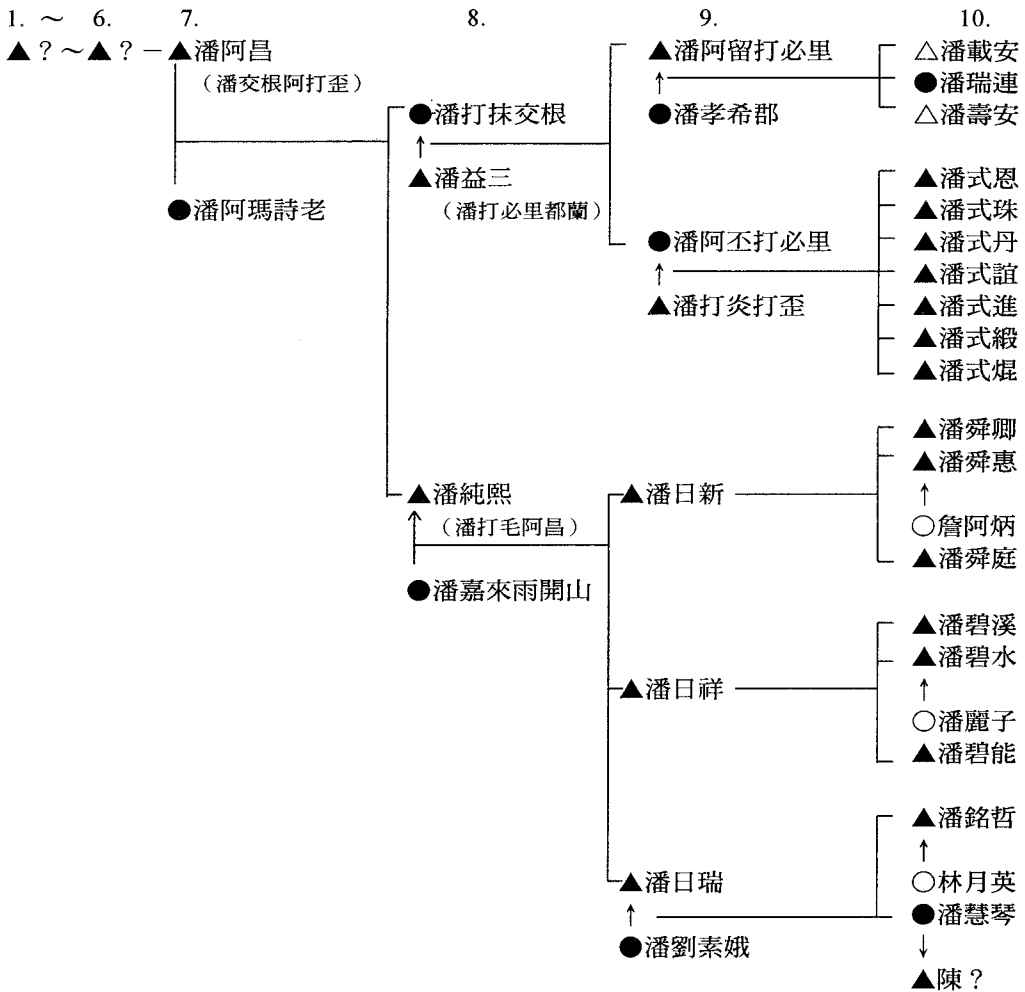 1. ～ 6. 7. 8. 9. 10.
▲？～▲？－▲潘阿昌
（潘交根阿打歪）
●潘阿瑪詩老
●潘打抹交根
↑
▲潘益三
（潘打必里都蘭）
▲潘純熙
（潘打毛阿昌）
●潘嘉來雨開山
▲潘阿留打必里
↑
●潘孝希郡
●潘阿丕打必里
↑
▲潘打炎打歪
▲潘日新
▲潘日祥
▲潘日瑞
↑
●潘劉素娥
△潘載安
●潘瑞連
△潘壽安
▲潘式恩
▲潘式珠
▲潘式丹
▲潘式誼
▲潘式進
▲潘式緞
▲潘式焜
▲潘舜卿
▲潘舜惠
↑
○詹阿炳
▲潘舜庭
▲潘碧溪
▲潘碧水
↑
○潘麗子
▲潘碧能
▲潘銘哲
↑
○林月英
●潘慧琴
↓
▲陳？